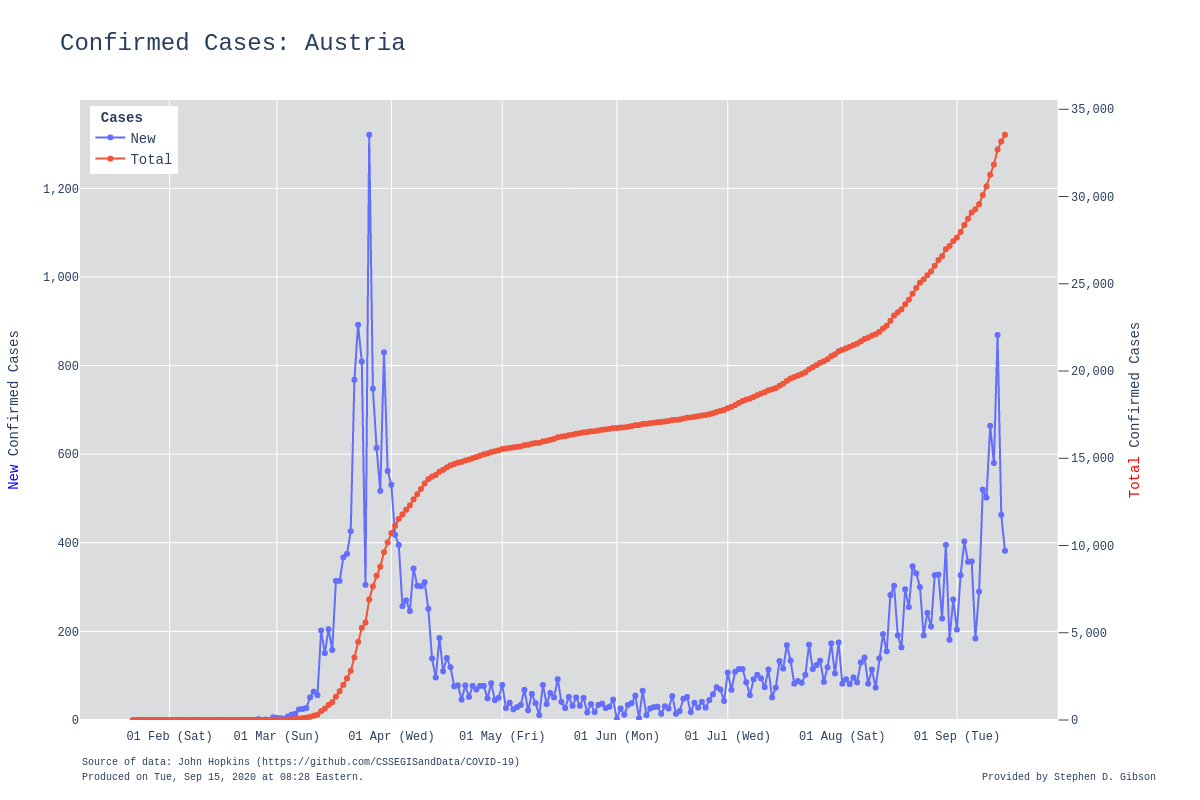 Confirmed Cases: Austria
Cases
New
Total
1,200
1,000
800
600
400
200
0
35,000
30,000
25,000
20,000
15,000
10,000
5,000
0
New Confirmed Cases
Total Confirmed Cases
01 Feb (Sat) 01 Mar (Sun) 01 Apr (Wed) 01 May (Fri) 01 Jun (Mon) 01 Jul (Wed) 01 Aug (Sat) 01 Sep (Tue)
Source of data: John Hopkins (https://github.com/CSSEGISandData/COVID-19)
Produced on Tue, Sep 15, 2020 at 08:28 Eastern.
Provided by Stephen D. Gibson